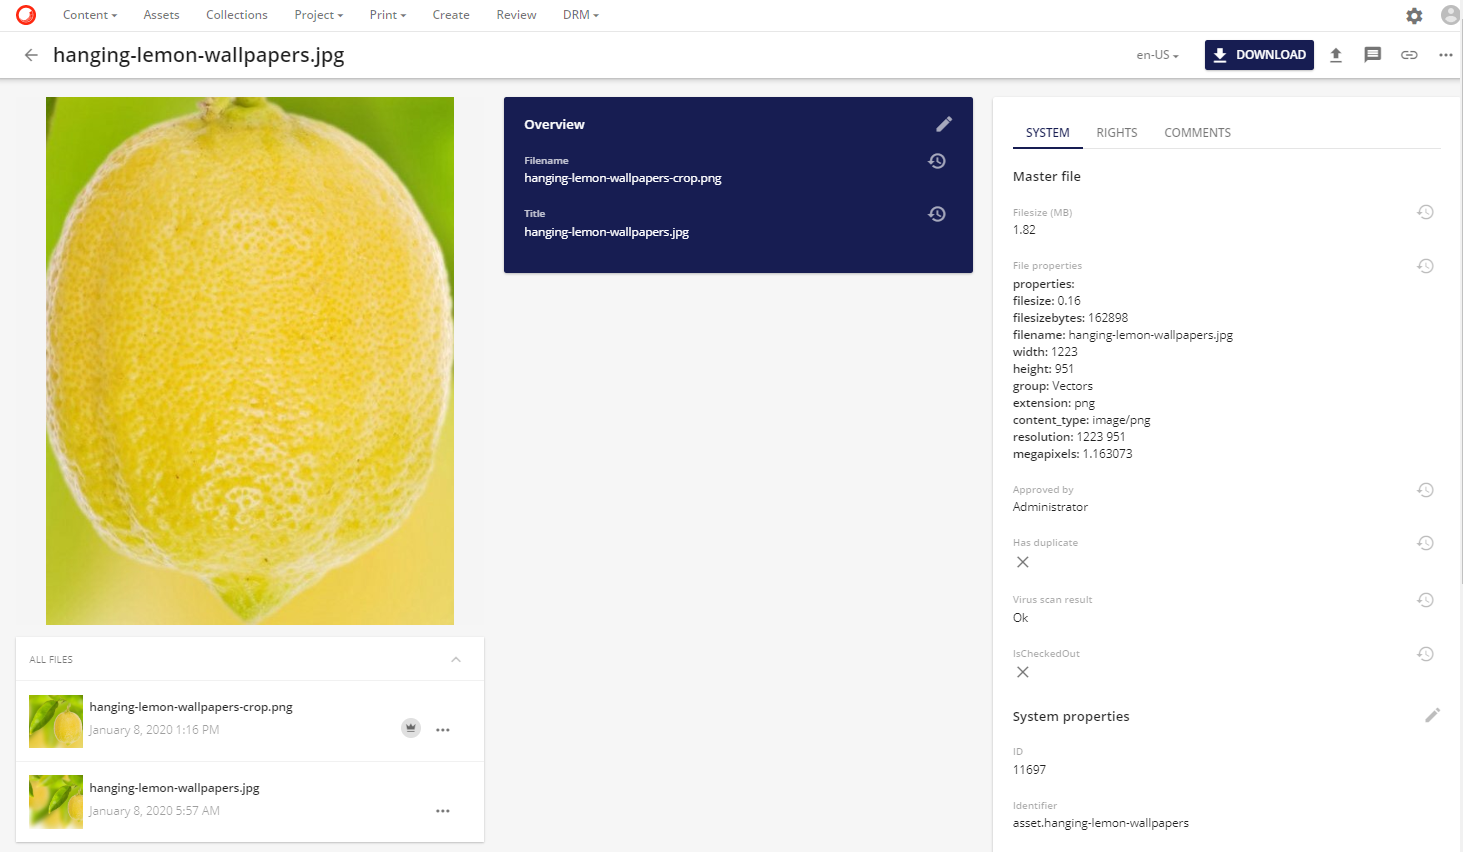 Content
Assets
Collections
Project
Print
Create
Review
DRM
hanging-lemon-wallpapers.jpg
en-US
DOWNLOAD
Overview
Filename
hanging-lemon-wallpapers-crop.png
Title
hanging-lemon-wallpapers.jpg
SYSTEM
RIGHTS
COMMENTS
Master file
Filesize (MB)
1.82
File properties
properties:
filesize: 0.16
filesizebytes: 162898
filename: hanging-lemon-wallpapers.jpg
width: 1223
height: 951
group: Vectors
extension: png
content_type: image/png
resolution: 1223 951
megapixels: 1.163073
Approved by
Administrator
Has duplicate
Virus scan result
Ok
IsCheckedOut
System properties
ID
11697
Identifier
asset.hanging-lemon-wallpapers
ALL FILES
hanging-lemon-wallpapers-crop.png
January 8, 2020 1:16 PM
hanging-lemon-wallpapers.jpg
January 8, 2020 5:57 AM